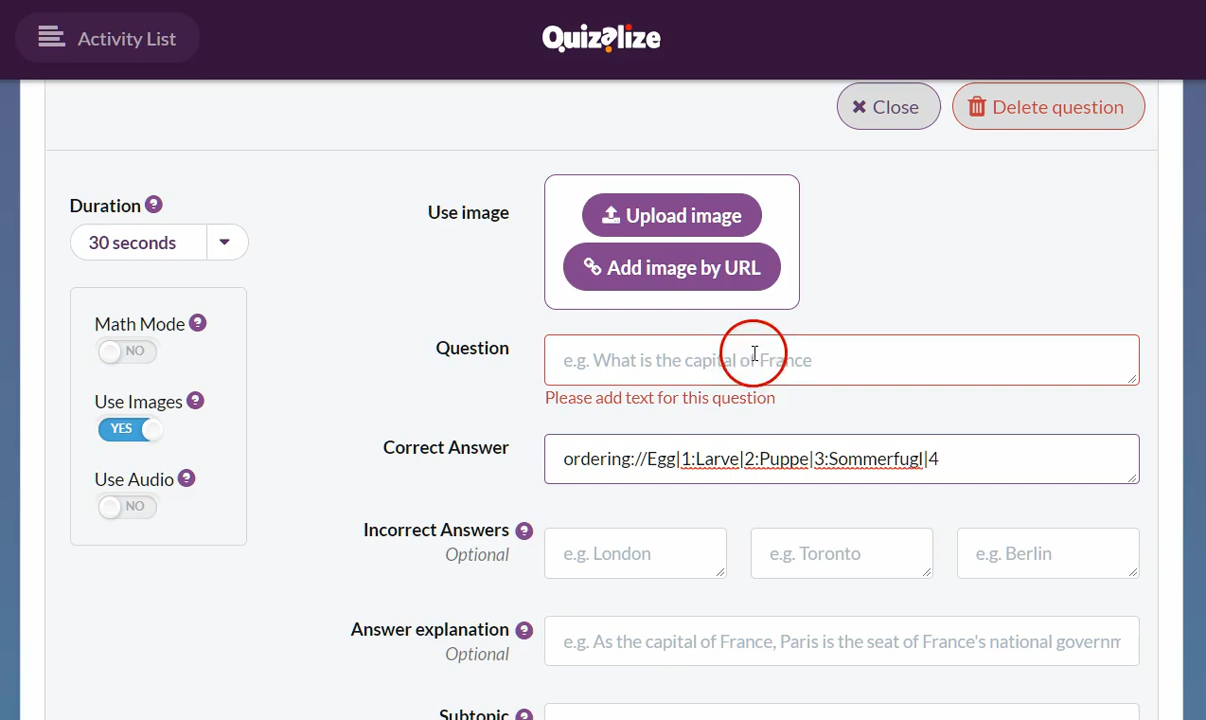 Activity List
Quizalize
Close
Delete question
Duration ?
30 seconds
Use image
Upload image
Add image by URL
Math Mode ?
NO
Question
e.g. What is the capital of France
Please add text for this question
Use Images ?
YES
Correct Answer
ordering://Egg|1:Larve|2:Puppe|3:Sommerfugl|4
Use Audio ?
NO
Incorrect Answers ?
Optional
e.g. London
e.g. Toronto
e.g. Berlin
Answer explanation ?
Optional
e.g. As the capital of France, Paris is the seat of France's national governm
Subtopic ?